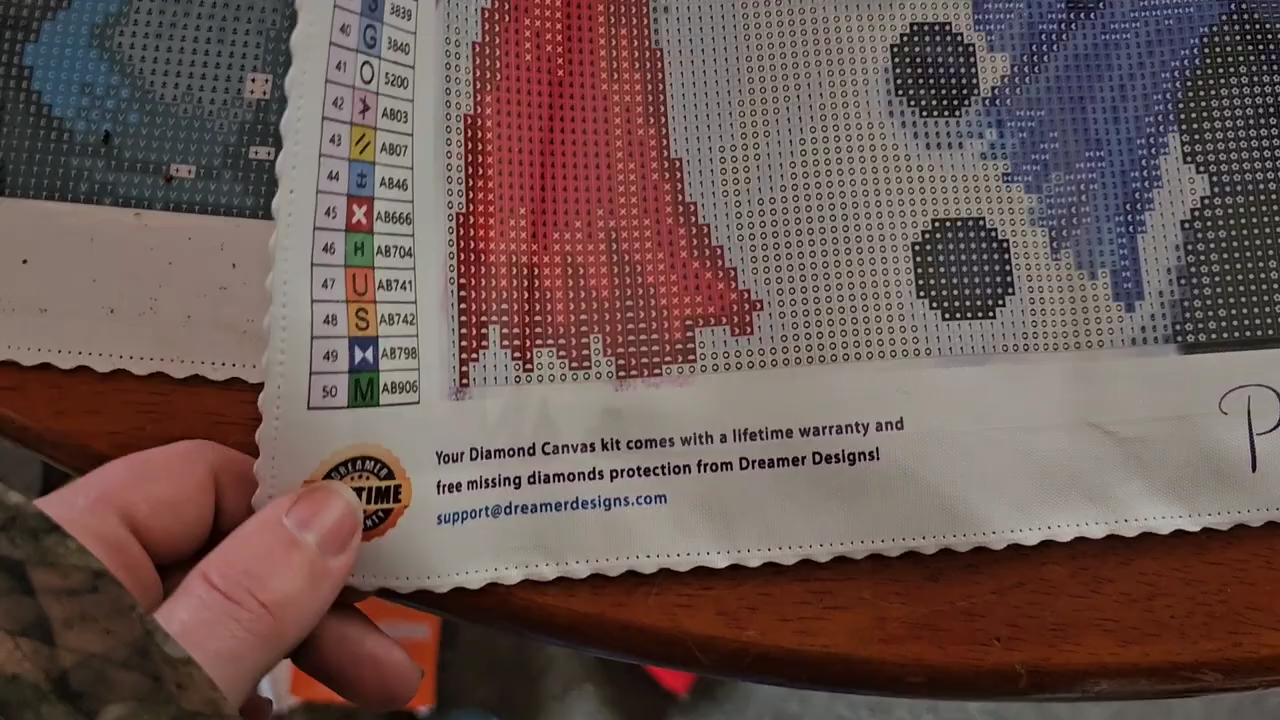 3839
40 G 3840
41 O 5200
42 AB03
43 AB07
44 AB46
45 AB666
46 H AB704
47 U AB741
48 S AB742
49 AB798
50 M AB906
DREAMER
Your Diamond Canvas kit comes with a lifetime warranty and
free missing diamonds protection from Dreamer Designs!
support@dreamerdesigns.com
P